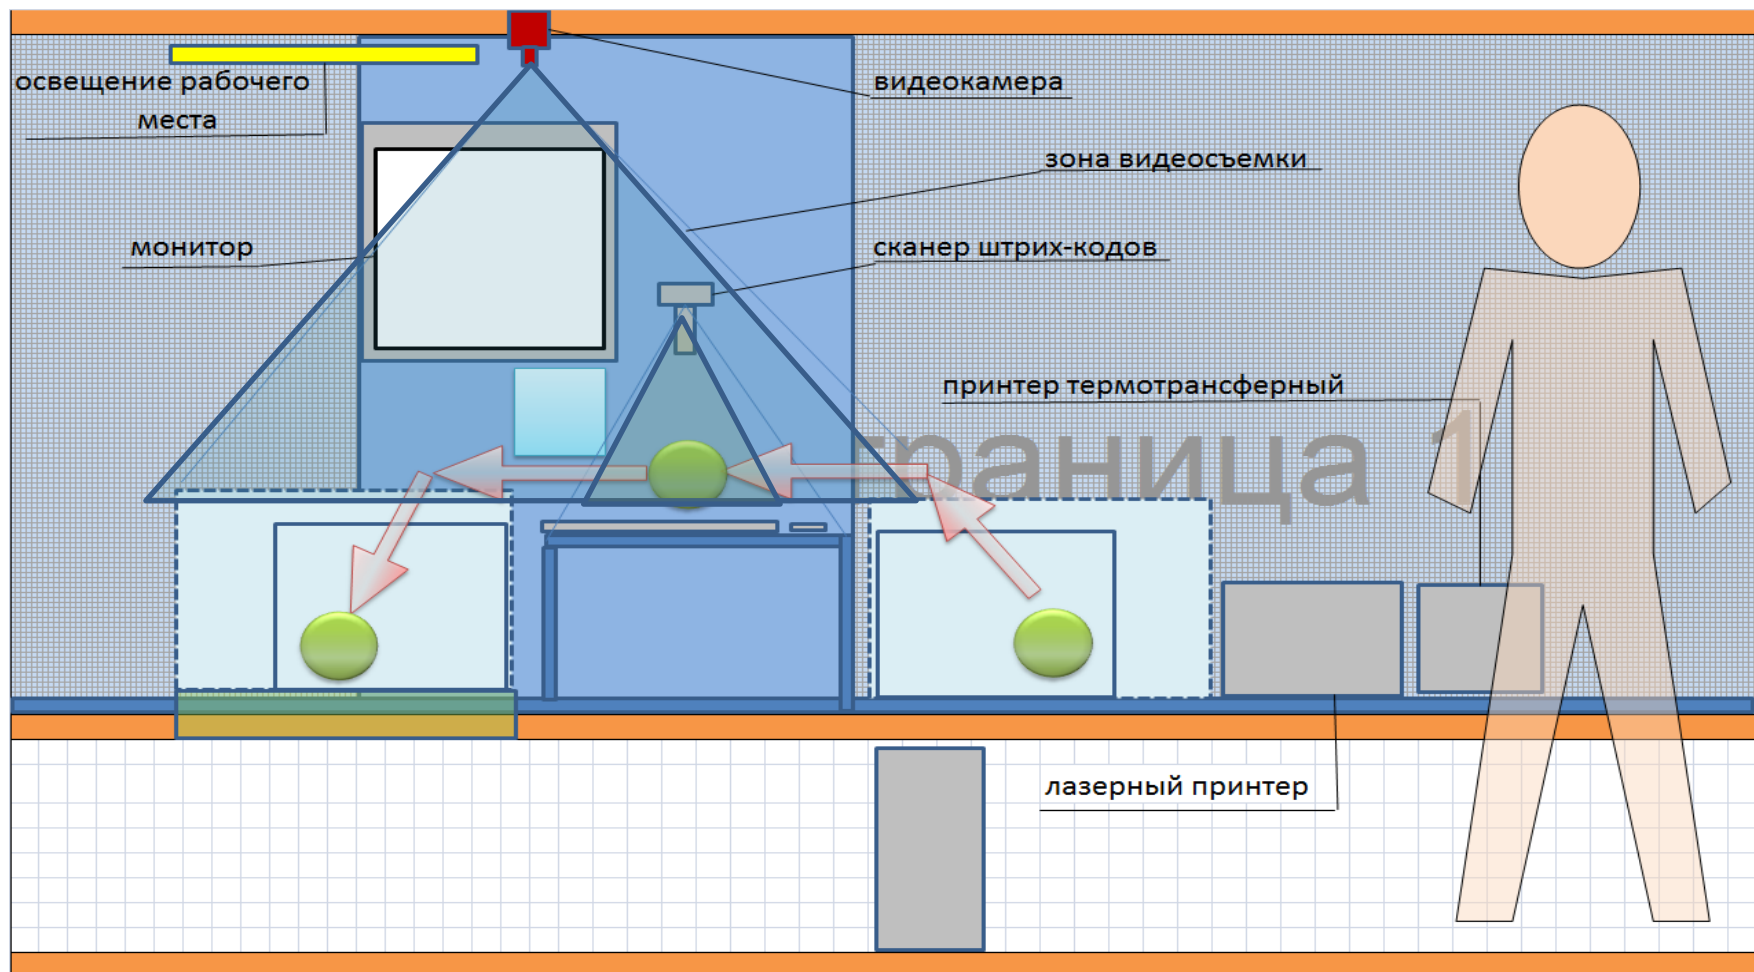 освещение рабочего
места
видеокамера
зона видеосъемки
монитор
сканер штрих-кодов
принтер термотрансферный
раница 1
лазерный принтер